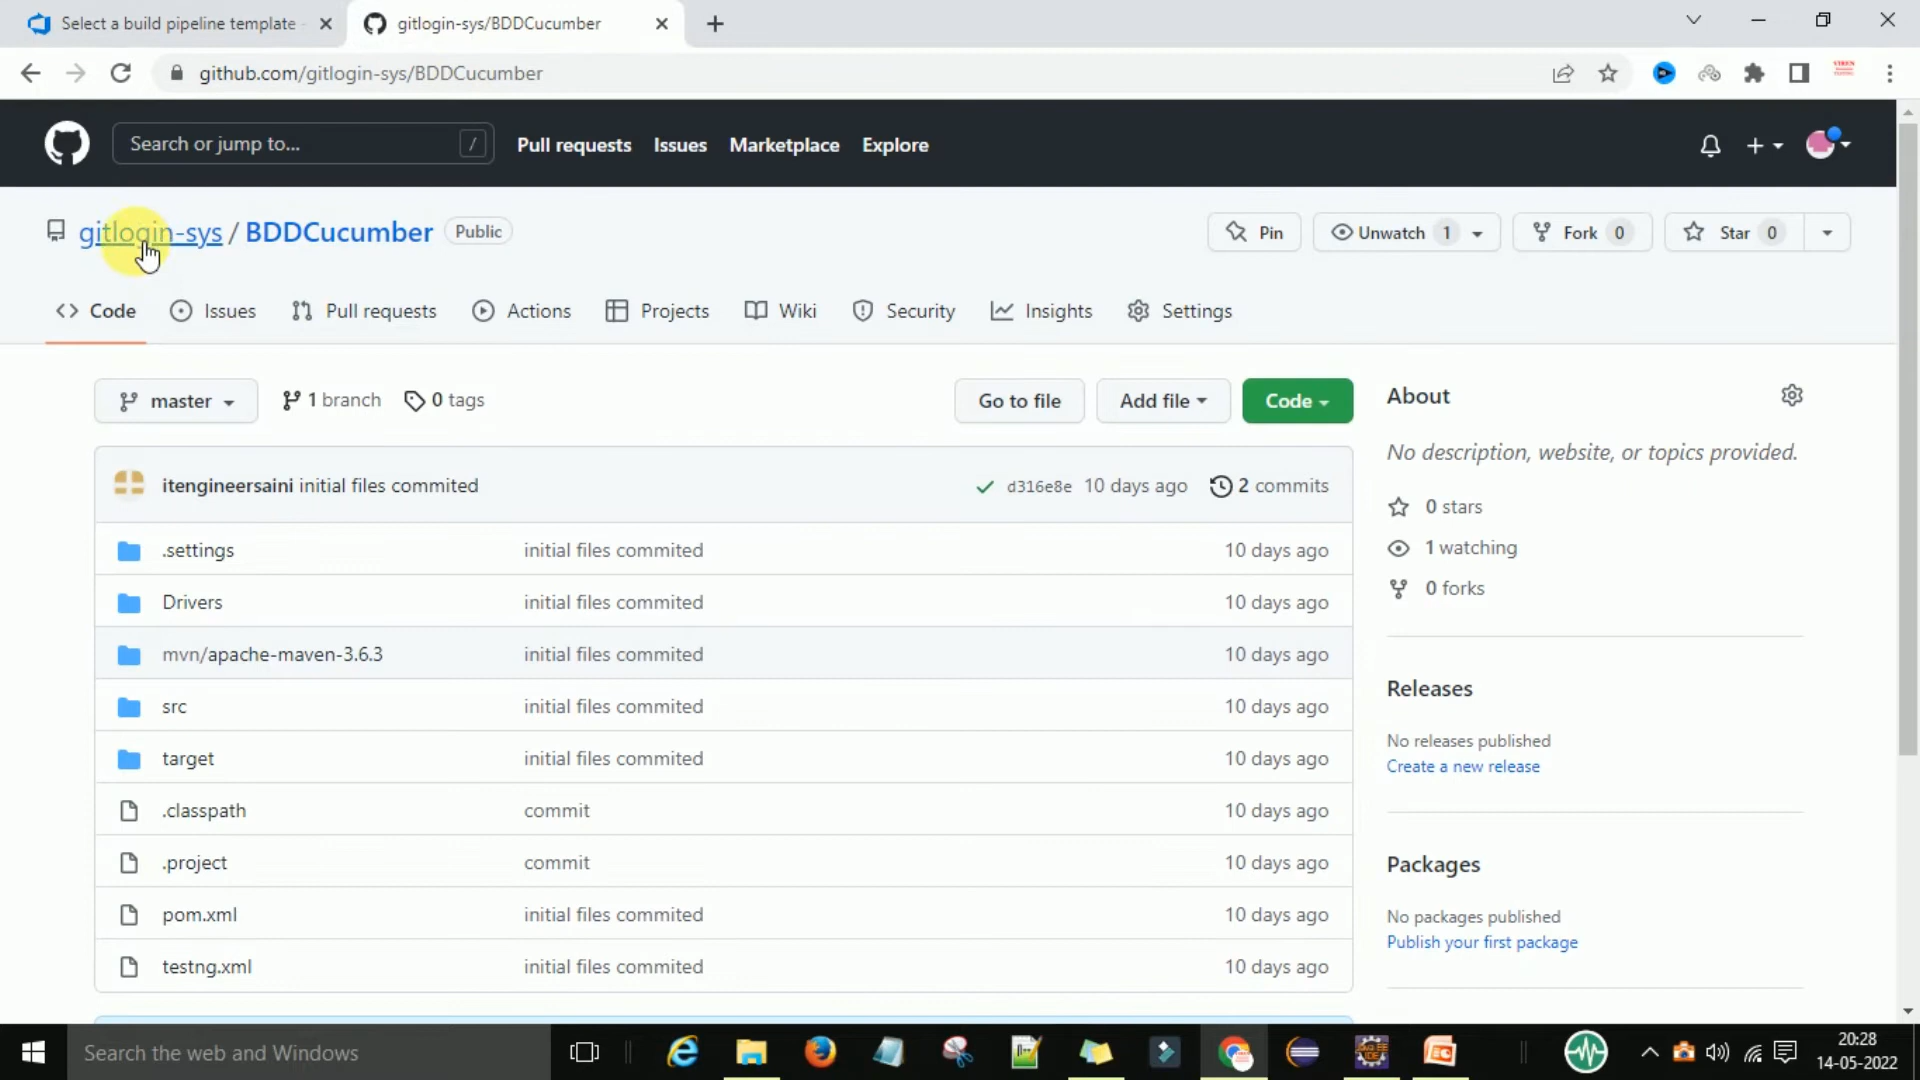 Select a build pipeline template -
gitlogin-sys/BDDCucumber
github.com/gitlogin-sys/BDDCucumber
Search or jump to... /
Pull requests Issues Marketplace Explore
gitlogin-sys / BDDCucumber Public
Pin Unwatch 1 Fork 0 Star 0
Code Issues Pull requests Actions Projects Wiki Security Insights Settings
master 1 branch 0 tags Go to file Add file Code
itengineersaini initial files commited d316e8e 10 days ago 2 commits
.settings initial files commited 10 days ago
Drivers initial files commited 10 days ago
mvn/apache-maven-3.6.3 initial files commited 10 days ago
src initial files commited 10 days ago
target initial files commited 10 days ago
.classpath commit 10 days ago
.project commit 10 days ago
pom.xml initial files commited 10 days ago
testng.xml initial files commited 10 days ago
About
No description, website, or topics provided.
0 stars
1 watching
0 forks
Releases
No releases published
Create a new release
Packages
No packages published
Publish your first package
Search the web and Windows
20:28
14-05-2022